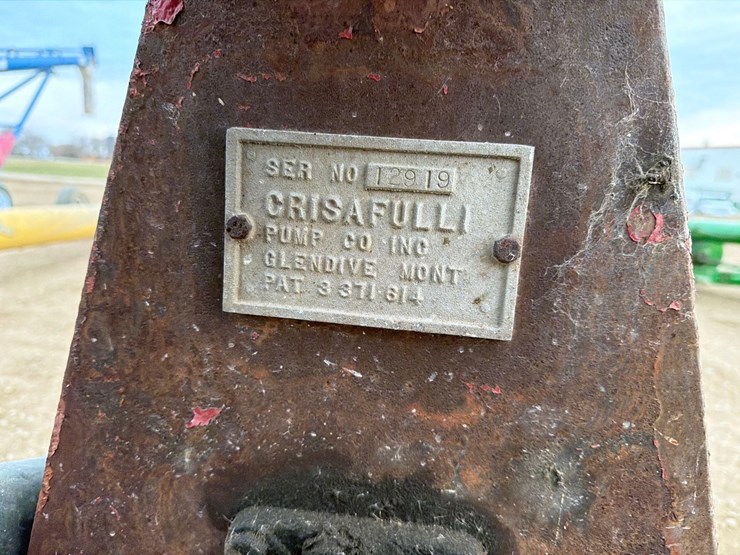 SER NO 12919
CRISAFULLI
PUMP CO INC
GLENDIVE MONT
PAT. 3 371 614